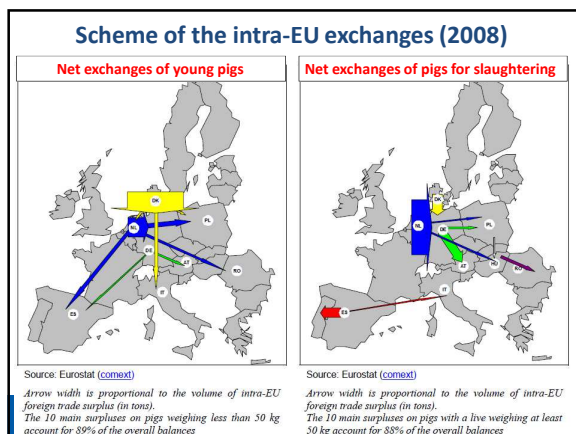 Scheme of the intra-EU exchanges (2008)
Net exchanges of young pigs
DK
NL
PL
DE
AT
RO
IT
ES
Source: Eurostat (comext)
Arrow width is proportional to the volume of intra-EU
foreign trade surplus (in tons).
The 10 main surpluses on pigs weighing less than 50 kg
account for 89% of the overall balances
Net exchanges of pigs for slaughtering
DK
NL
PL
DE
HU
AT
RO
IT
ES
Source: Eurostat (comext)
Arrow width is proportional to the volume of intra-EU
foreign trade surplus (in tons).
The 10 main surpluses on pigs with a live weighing at least
50 kg account for 88% of the overall balances